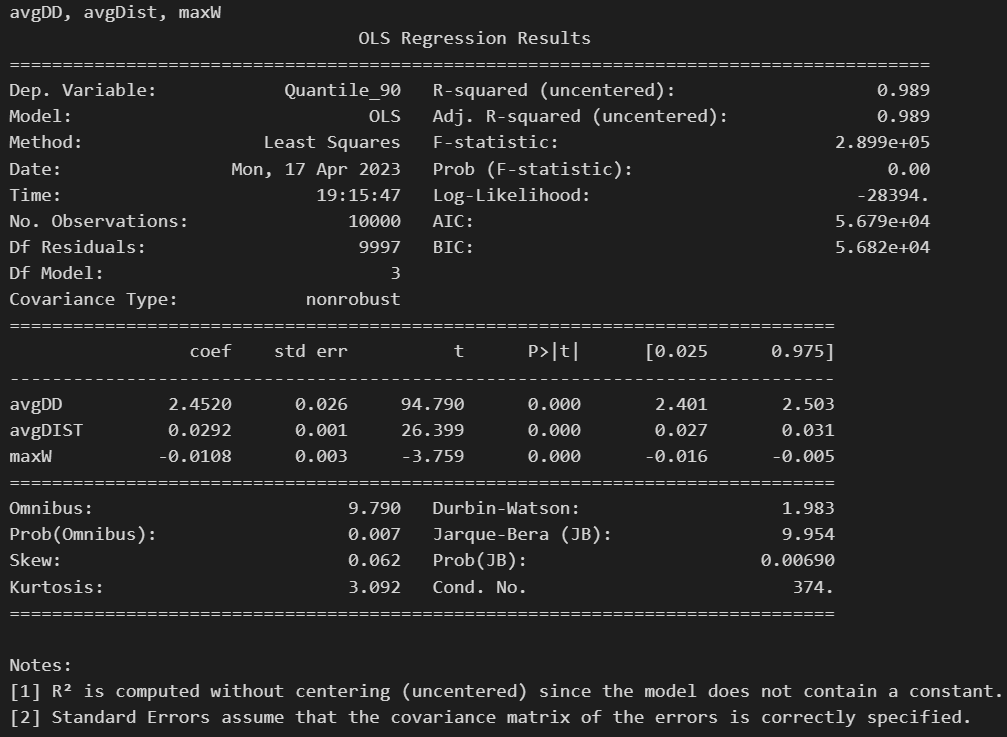 avgDD, avgDist, maxW
OLS Regression Results
=======================================================================================
Dep. Variable: Quantile_90 R-squared (uncentered): 0.989
Model: OLS Adj. R-squared (uncentered): 0.989
Method: Least Squares F-statistic: 2.899e+05
Date: Mon, 17 Apr 2023 Prob (F-statistic): 0.00
Time: 19:15:47 Log-Likelihood: -28394.
No. Observations: 10000 AIC: 5.679e+04
Df Residuals: 9997 BIC: 5.682e+04
Df Model: 3
Covariance Type: nonrobust
==============================================================================
coef std err t P>|t| [0.025 0.975]
------------------------------------------------------------------------------
avgDD 2.4520 0.026 94.790 0.000 2.401 2.503
avgDIST 0.0292 0.001 26.399 0.000 0.027 0.031
maxW -0.0108 0.003 -3.759 0.000 -0.016 -0.005
==============================================================================
Omnibus: 9.790 Durbin-Watson: 1.983
Prob(Omnibus): 0.007 Jarque-Bera (JB): 9.954
Skew: 0.062 Prob(JB): 0.00690
Kurtosis: 3.092 Cond. No. 374.
==============================================================================
Notes:
[1] R² is computed without centering (uncentered) since the model does not contain a constant.
[2] Standard Errors assume that the covariance matrix of the errors is correctly specified.